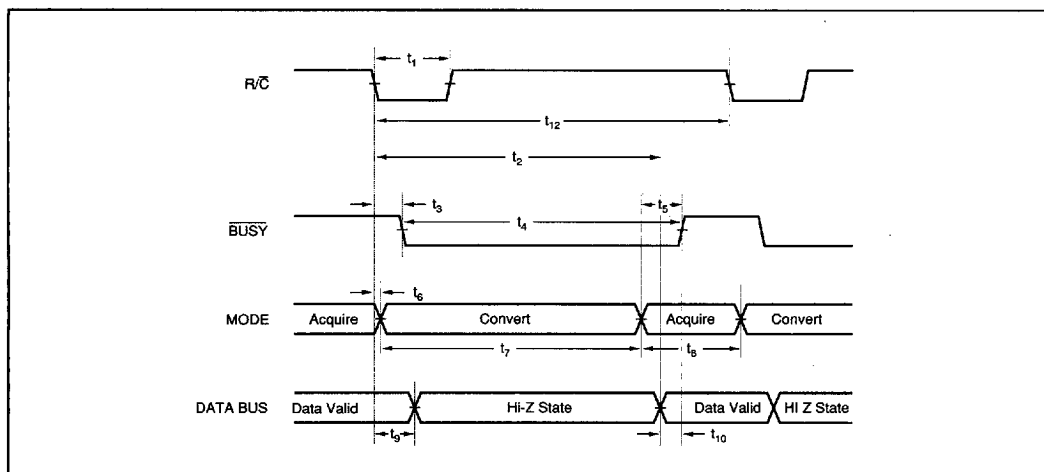 t1
R/C̅
t12
t2
t3
t4
t5
B̅U̅S̅Y̅
t6
MODE
Acquire
Convert
Acquire
Convert
t7
t8
DATA BUS
Data Valid
Hi-Z State
Data Valid
HI Z State
t9
t10